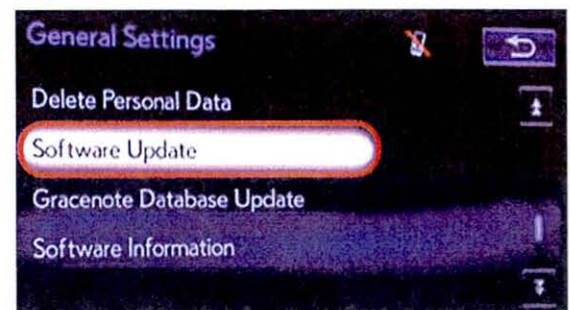 General Settings
Delete Personal Data
Software Update
Gracenote Database Update
Software Information